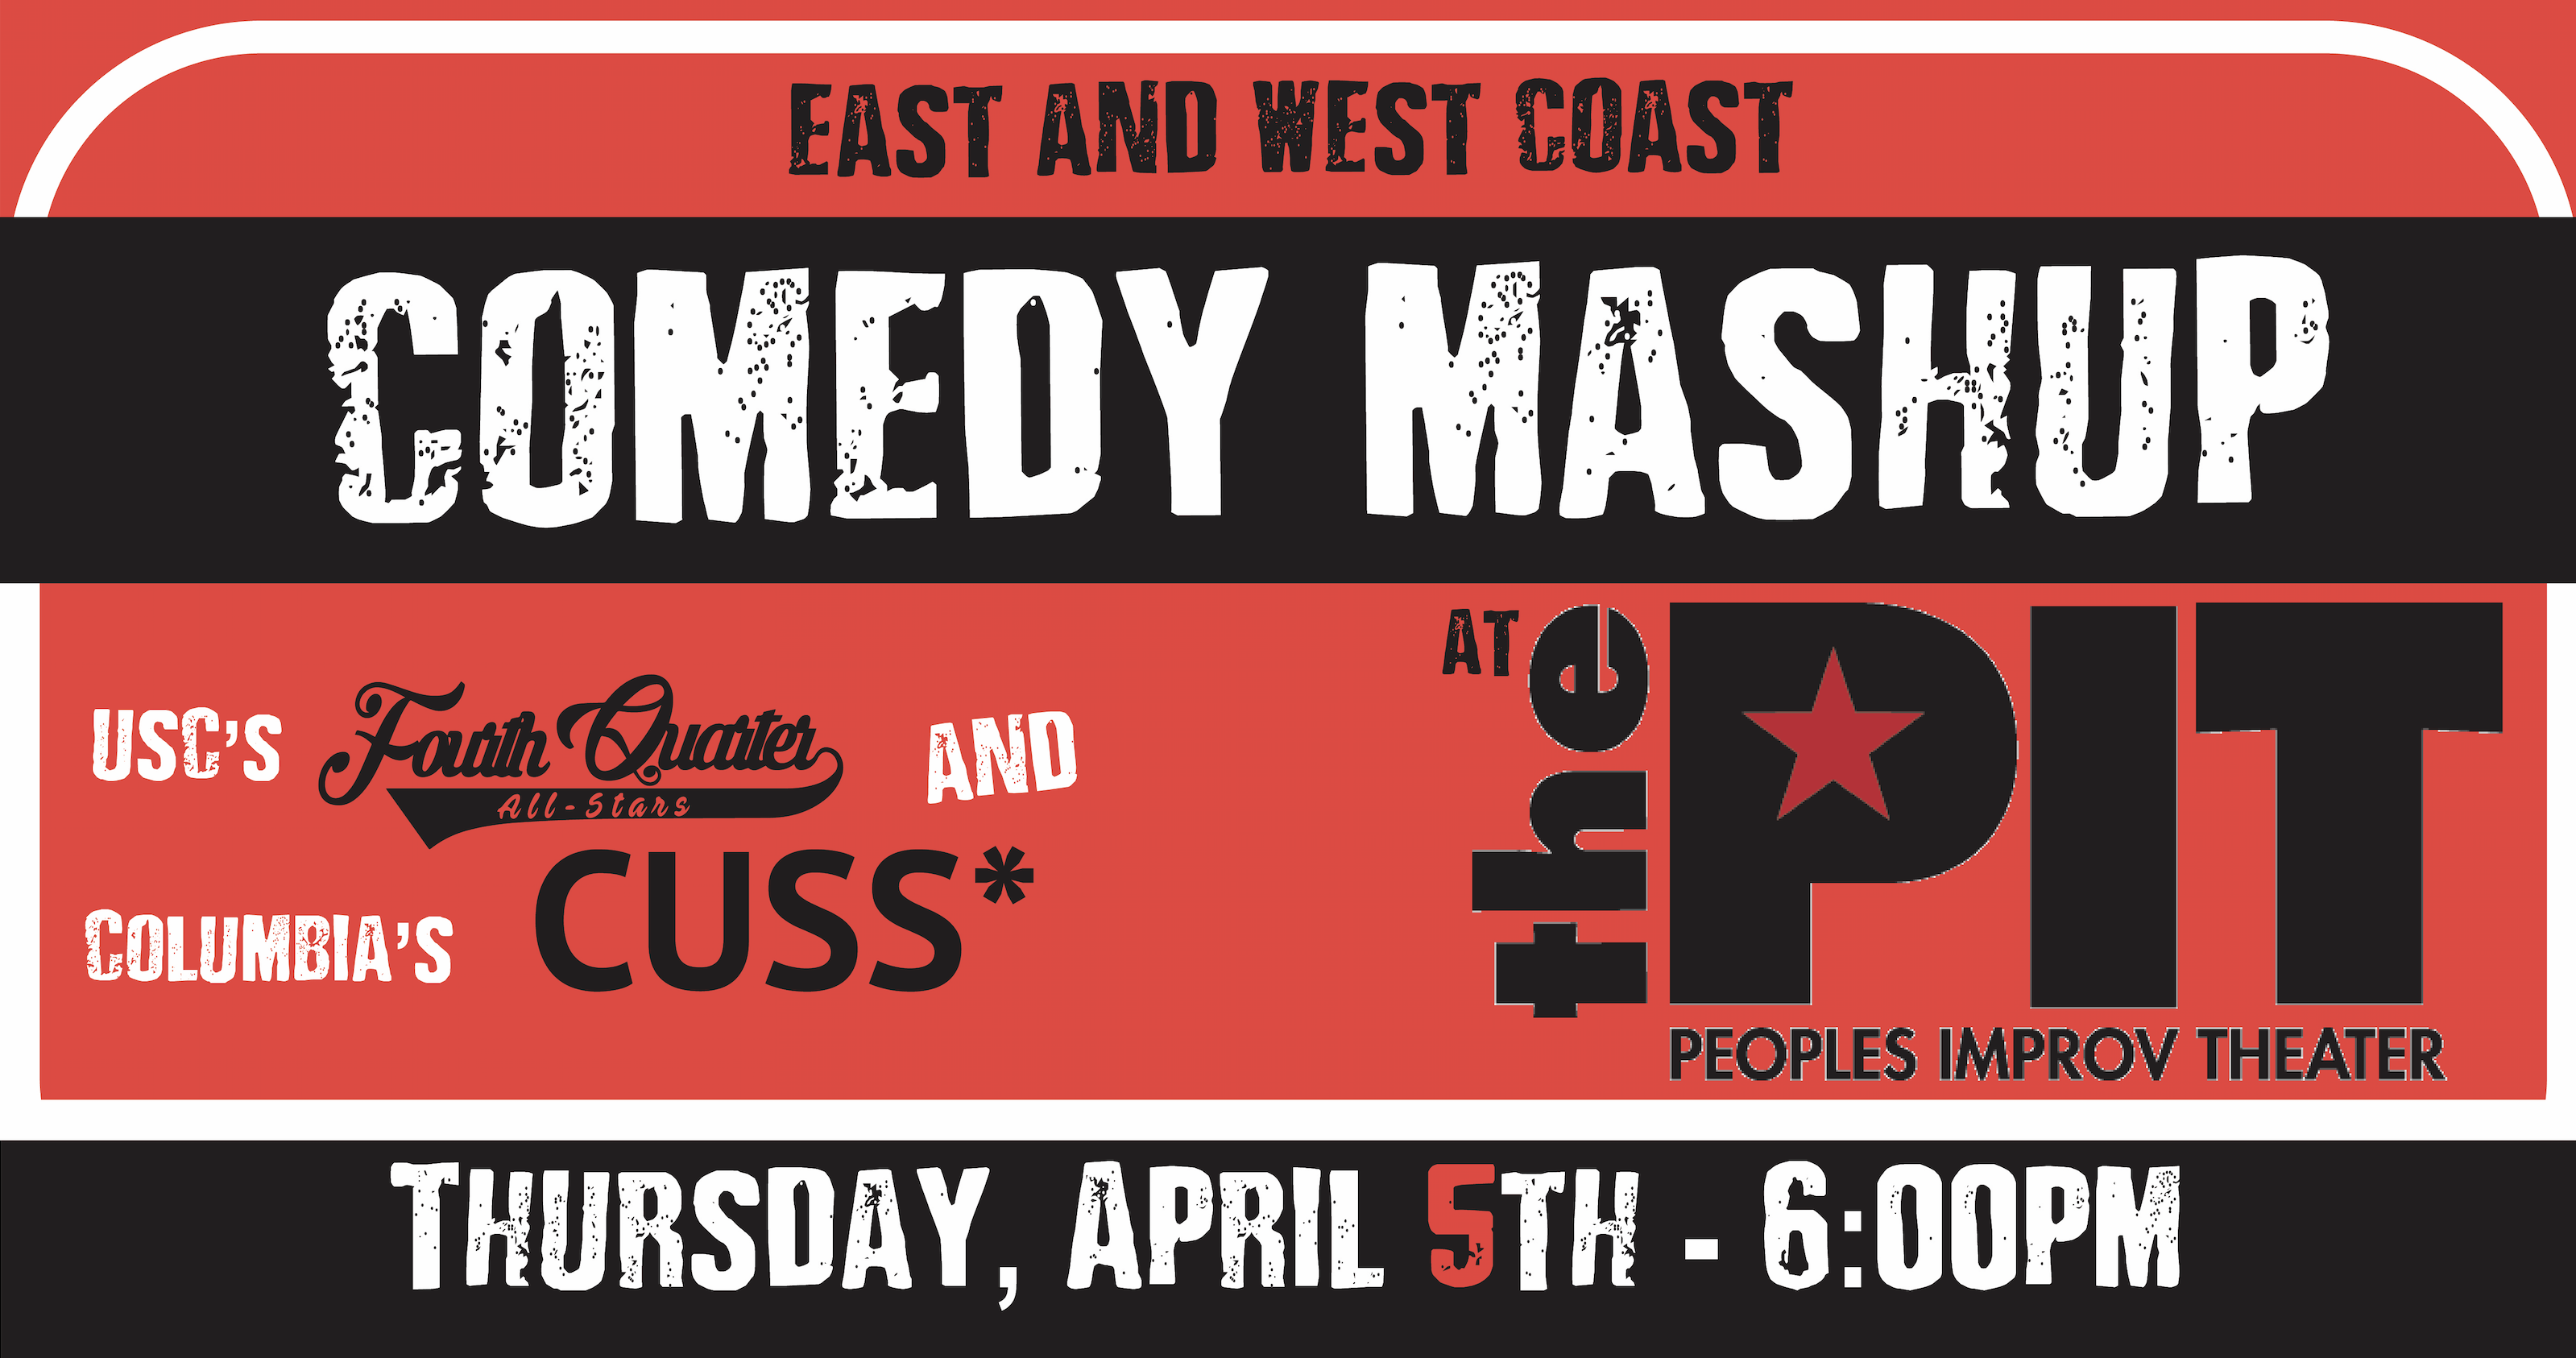 EAST AND WEST COAST
COMEDY MASHUP
USC'S Fourth Quarter AND
All-Stars
COLUMBIA'S CUSS*
AT the PIT
PEOPLES IMPROV THEATER
THURSDAY, APRIL 5TH - 6:00PM